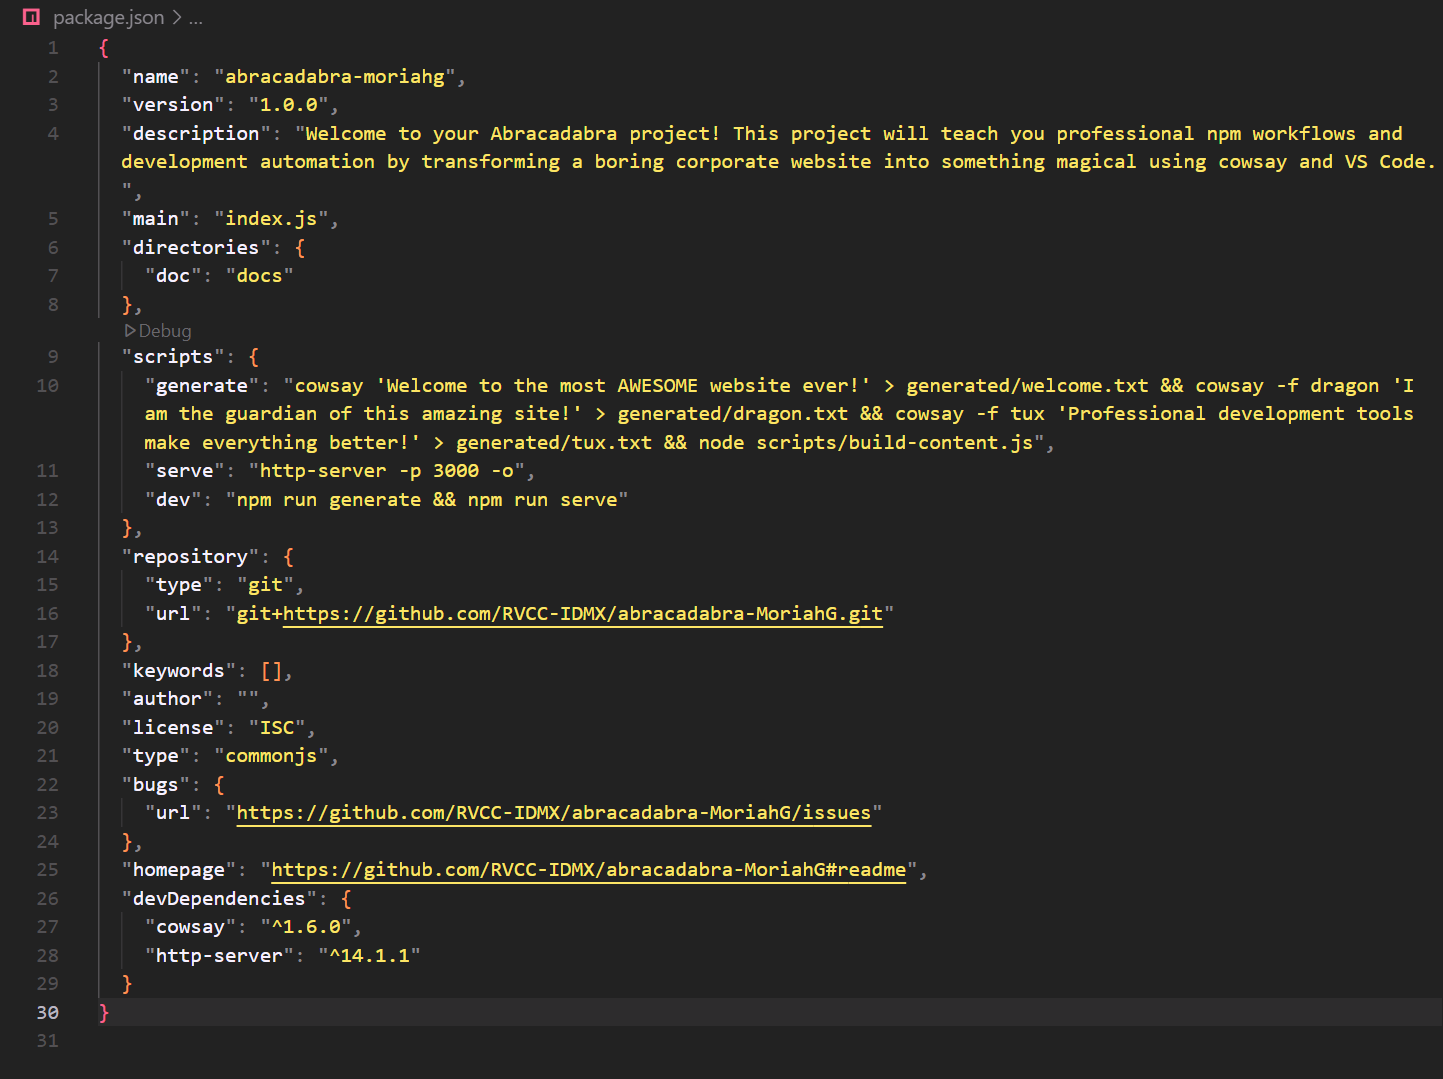 package.json > ...
1 {
2 "name": "abracadabra-moriahg",
3 "version": "1.0.0",
4 "description": "Welcome to your Abracadabra project! This project will teach you professional npm workflows and
development automation by transforming a boring corporate website into something magical using cowsay and VS Code.
",
5 "main": "index.js",
6 "directories": {
7 "doc": "docs"
8 },
Debug
9 "scripts": {
10 "generate": "cowsay 'Welcome to the most AWESOME website ever!' > generated/welcome.txt && cowsay -f dragon 'I
am the guardian of this amazing site!' > generated/dragon.txt && cowsay -f tux 'Professional development tools
make everything better!' > generated/tux.txt && node scripts/build-content.js",
11 "serve": "http-server -p 3000 -o",
12 "dev": "npm run generate && npm run serve"
13 },
14 "repository": {
15 "type": "git",
16 "url": "git+https://github.com/RVCC-IDMX/abracadabra-MoriahG.git"
17 },
18 "keywords": [],
19 "author": "",
20 "license": "ISC",
21 "type": "commonjs",
22 "bugs": {
23 "url": "https://github.com/RVCC-IDMX/abracadabra-MoriahG/issues"
24 },
25 "homepage": "https://github.com/RVCC-IDMX/abracadabra-MoriahG#readme",
26 "devDependencies": {
27 "cowsay": "^1.6.0",
28 "http-server": "^14.1.1"
29 }
30 }
31